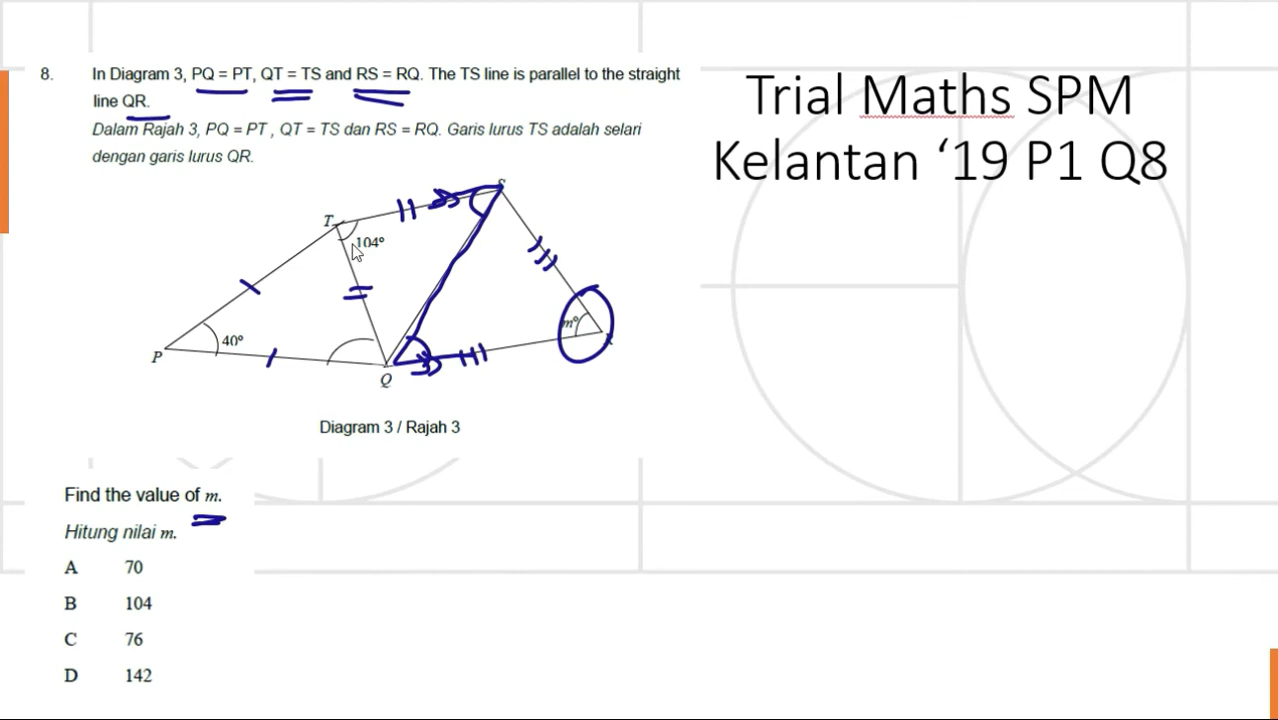 8. In Diagram 3, PQ = PT, QT = TS and RS = RQ. The TS line is parallel to the straight
line QR.
Dalam Rajah 3, PQ = PT , QT = TS dan RS = RQ. Garis lurus TS adalah selari
dengan garis lurus QR.
Trial Maths SPM
Kelantan ‘19 P1 Q8
S
T
104º
mº
40º
P
Q
Diagram 3 / Rajah 3
Find the value of m.
Hitung nilai m.
A 70
B 104
C 76
D 142